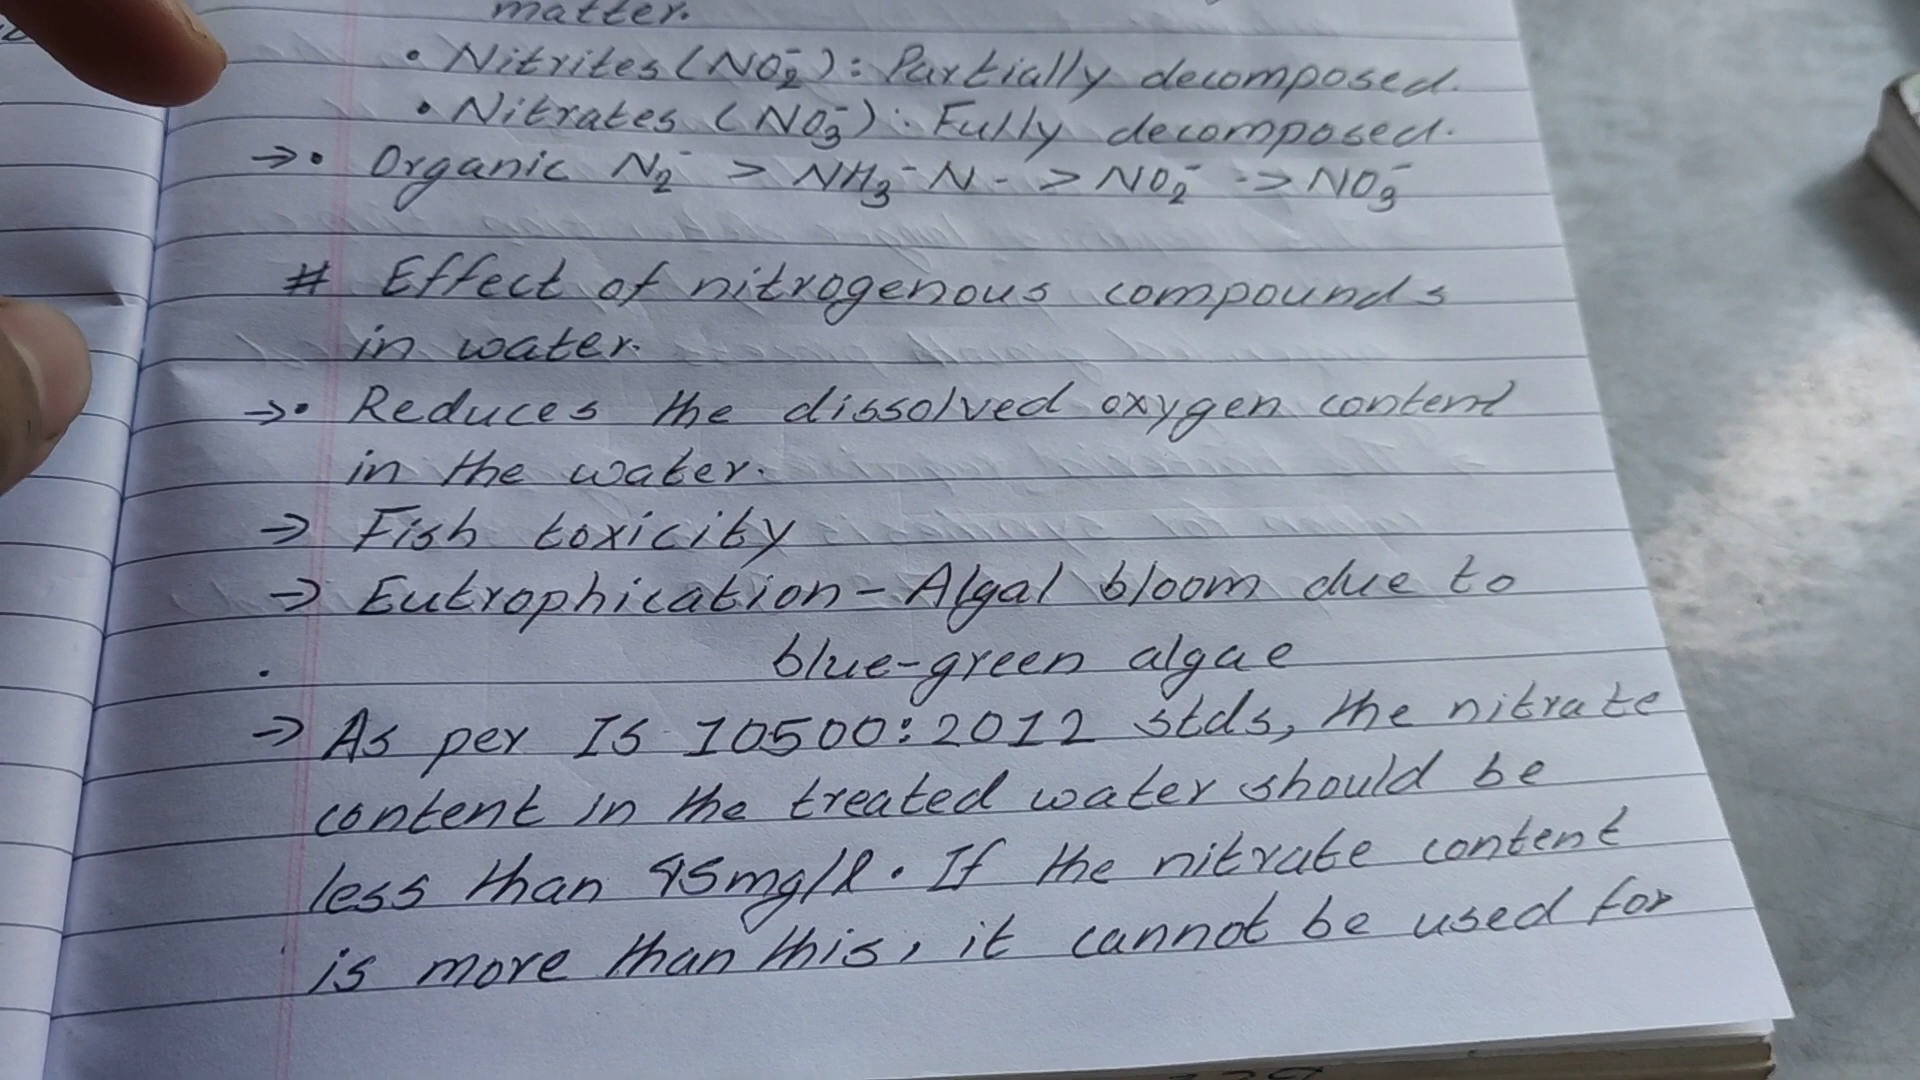 matter.
• Nitrites (NO₂⁻): Partially decomposed.
• Nitrates (NO₃⁻): Fully decomposed.
→• Organic N₂⁻ > NH₃-N-> NO₂⁻ -> NO₃⁻
# Effect of nitrogenous compounds
in water.
→• Reduces the dissolved oxygen content
in the water.
→ Fish toxicity
→ Eutrophication - Algal bloom due to
blue-green algae
→ As per IS 10500:2012 stds, the nitrate
content in the treated water should be
less than 45mg/l. If the nitrate content
is more than this, it cannot be used for